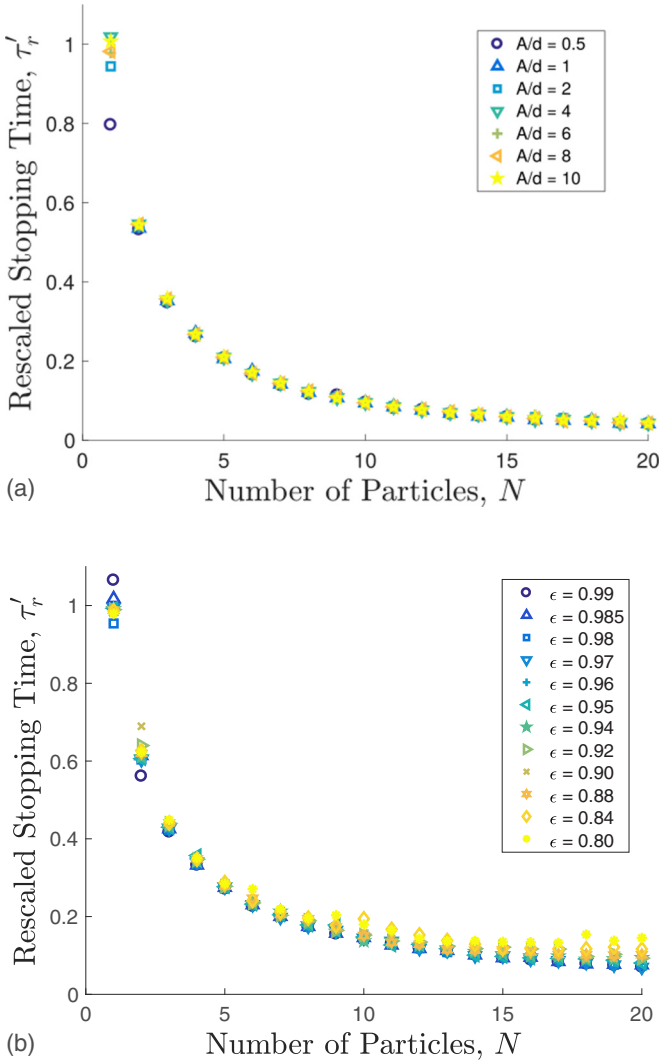 Rescaled Stopping Time, τ′r
1
0.8
0.6
0.4
0.2
0
A/d = 0.5
A/d = 1
A/d = 2
A/d = 4
A/d = 6
A/d = 8
A/d = 10
0 5 10 15 20
(a) Number of Particles, N
Rescaled Stopping Time, τ′r
1
0.8
0.6
0.4
0.2
0
ϵ = 0.99
ϵ = 0.985
ϵ = 0.98
ϵ = 0.97
ϵ = 0.96
ϵ = 0.95
ϵ = 0.94
ϵ = 0.92
ϵ = 0.90
ϵ = 0.88
ϵ = 0.84
ϵ = 0.80
0 5 10 15 20
(b) Number of Particles, N